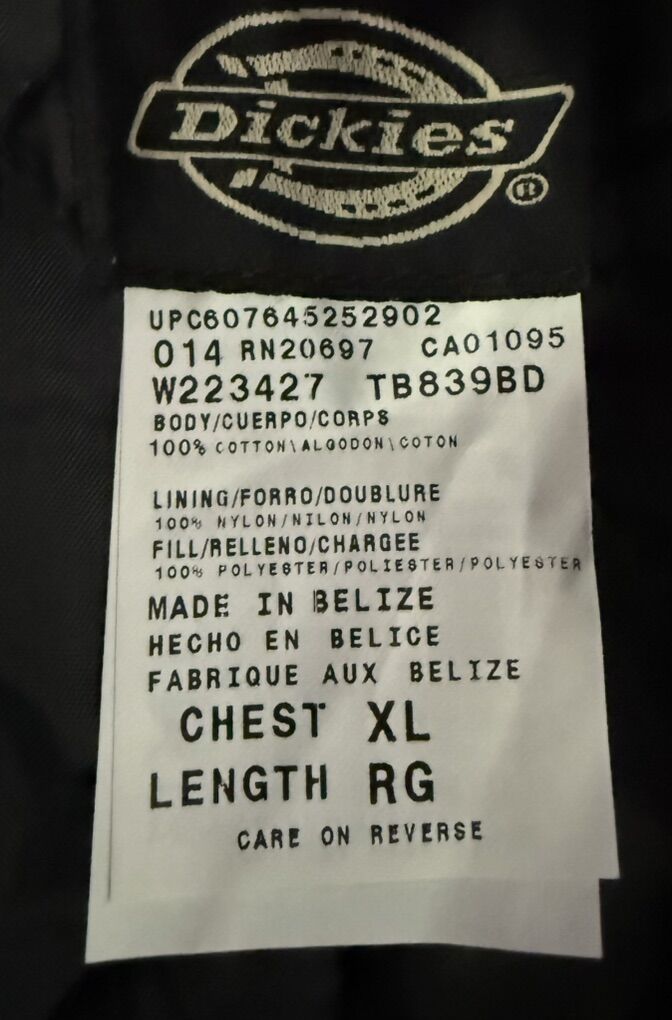 Dickies®
UPC607645252902
014 RN20697 CA01095
W223427 TB839BD
BODY/CUERPO/CORPS
100% COTTON\ALGODON\COTON
LINING/FORRO/DOUBLURE
100% NYLON/NILON/NYLON
FILL/RELLENO/CHARGEE
100% POLYESTER/POLIESTER/POLYESTER
MADE IN BELIZE
HECHO EN BELICE
FABRIQUE AUX BELIZE
CHEST XL
LENGTH RG
CARE ON REVERSE